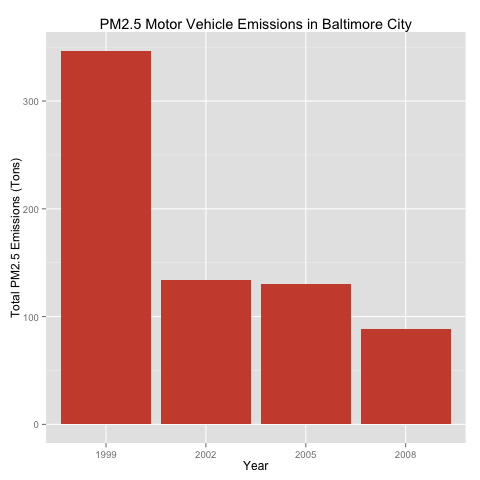 PM2.5 Motor Vehicle Emissions in Baltimore City
Total PM2.5 Emissions (Tons)
300
200
100
0
1999 2002 2005 2008
Year